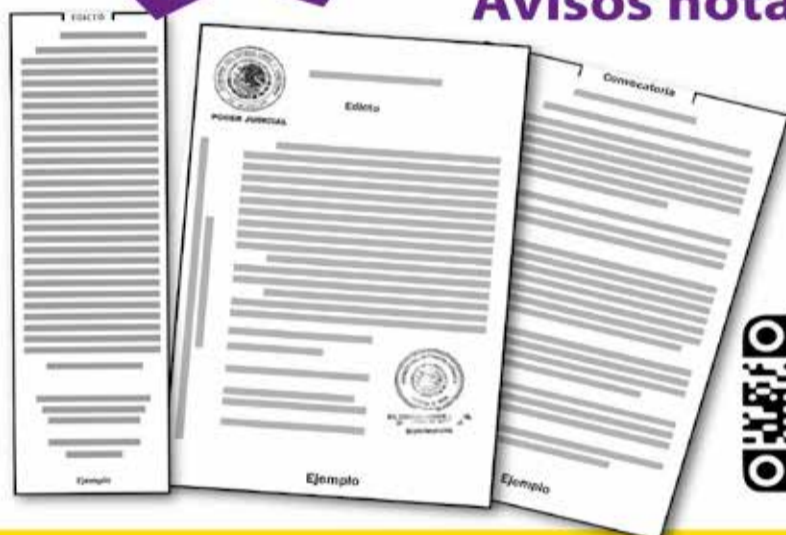 Avisos nota
EDICTO
Ejemplo
Edicto
PODER JUDICIAL
Ejemplo
Convocatoria
Ejemplo